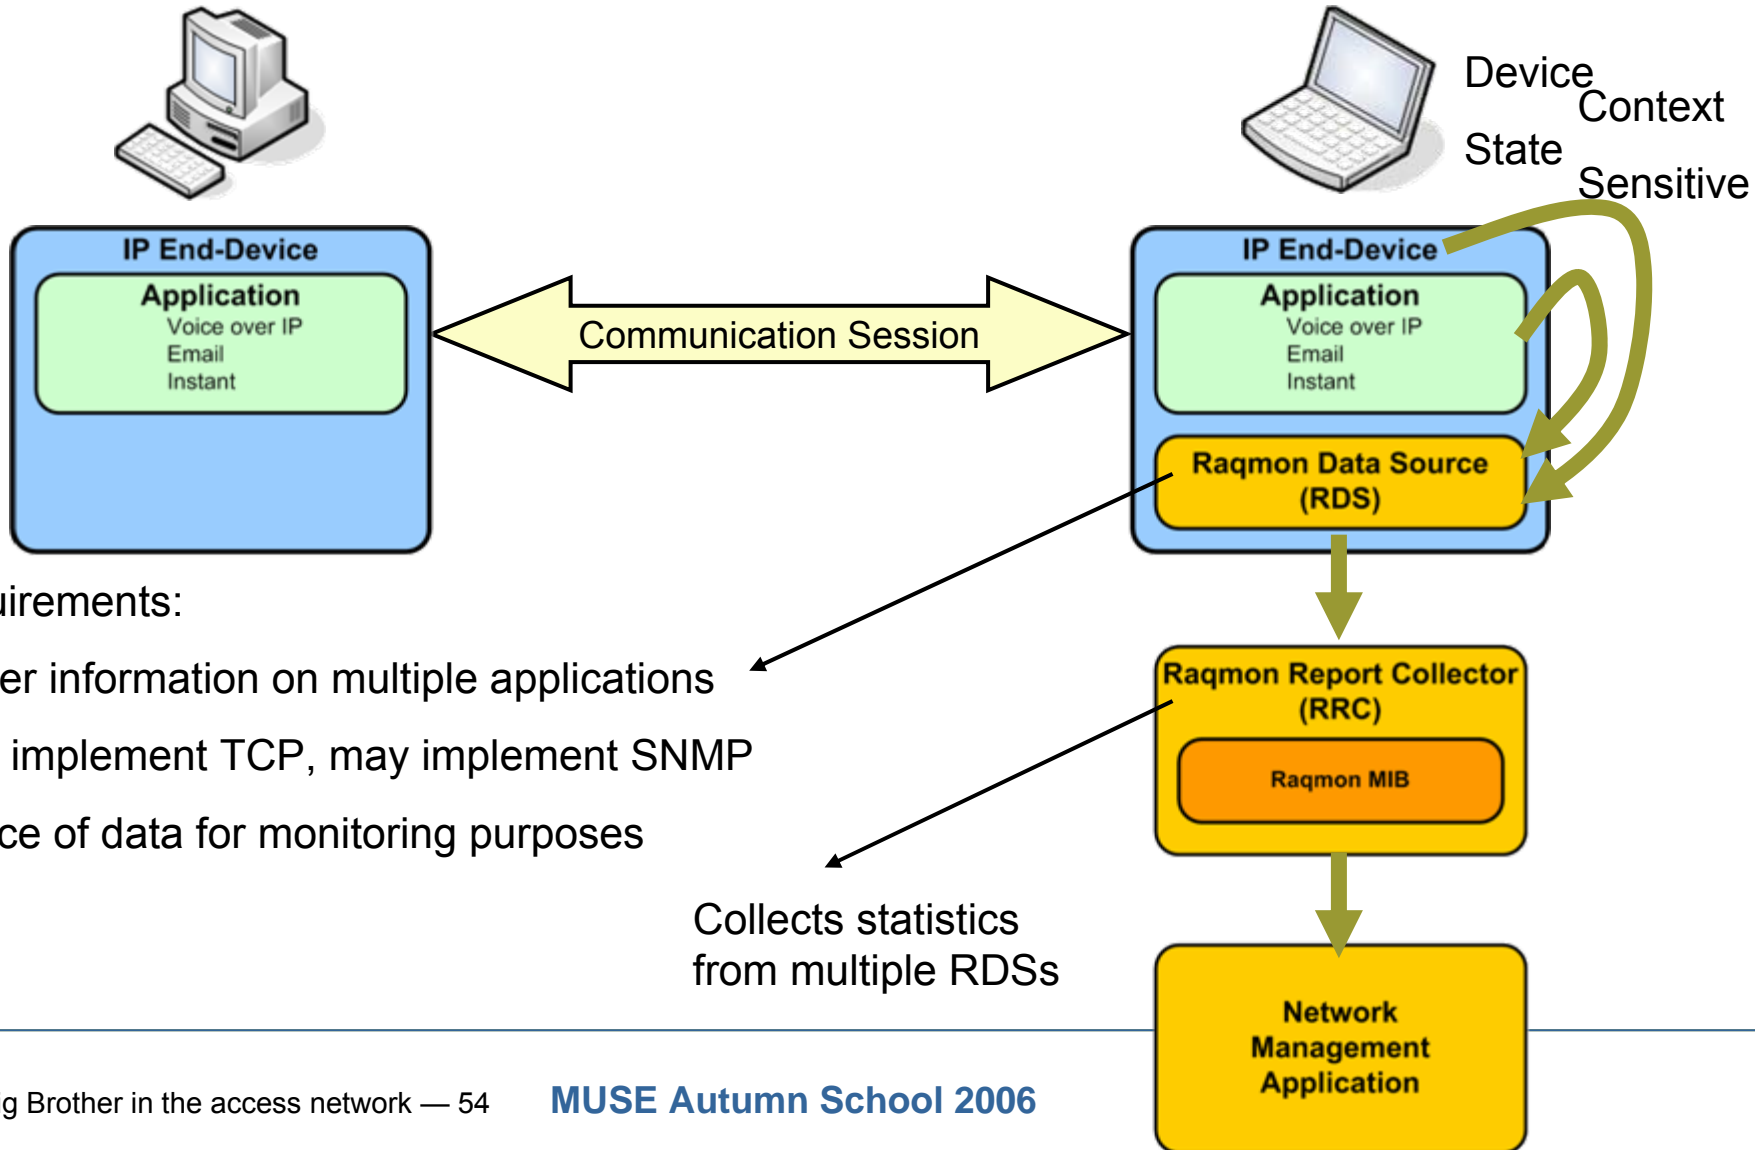 Device
Context
State
Sensitive
IP End-Device
Application
Voice over IP
Email
Instant
Communication Session
IP End-Device
Application
Voice over IP
Email
Instant
Raqmon Data Source
(RDS)
uirements:
er information on multiple applications
implement TCP, may implement SNMP
ce of data for monitoring purposes
Raqmon Report Collector
(RRC)
Raqmon MIB
Collects statistics
from multiple RDSs
Network
Management
Application
ig Brother in the access network — 54
MUSE Autumn School 2006